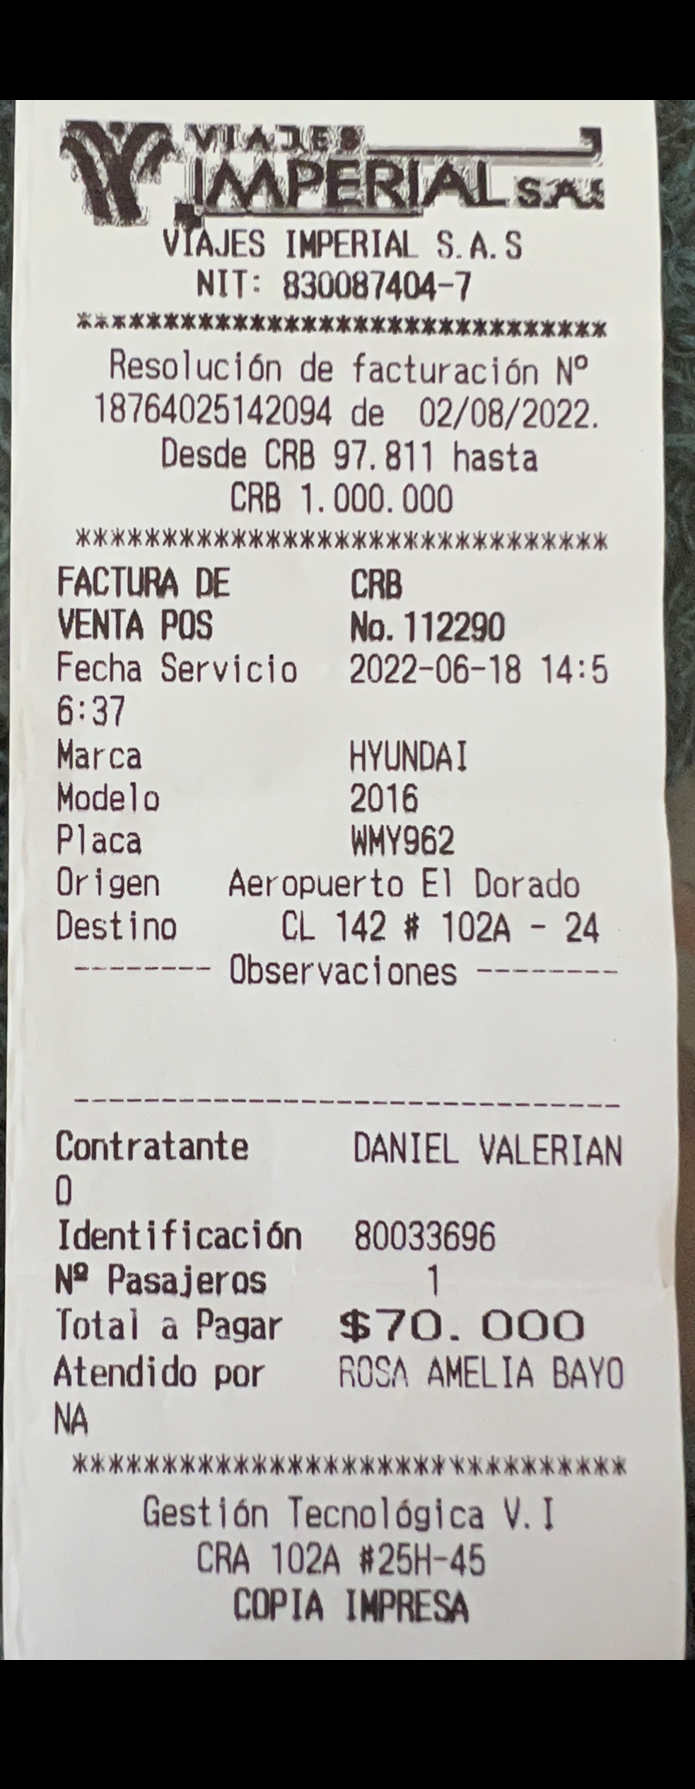 VIAJES
IMPERIAL S.A.S
VIAJES IMPERIAL S.A.S
NIT: 830087404-7
*******************************
Resolución de facturación Nº
18764025142094 de 02/08/2022.
Desde CRB 97.811 hasta
CRB 1.000.000
*******************************
FACTURA DE CRB
VENTA POS No. 112290
Fecha Servicio 2022-06-18 14:5
6:37
Marca HYUNDAI
Modelo 2016
Placa WMY962
Origen Aeropuerto El Dorado
Destino CL 142 # 102A - 24
-------- Observaciones --------
-------------------------------
Contratante DANIEL VALERIAN
O
Identificación 80033696
Nº Pasajeros 1
Total a Pagar $70.000
Atendido por ROSA AMELIA BAYO
NA
*******************************
Gestión Tecnológica V.I
CRA 102A #25H-45
COPIA IMPRESA